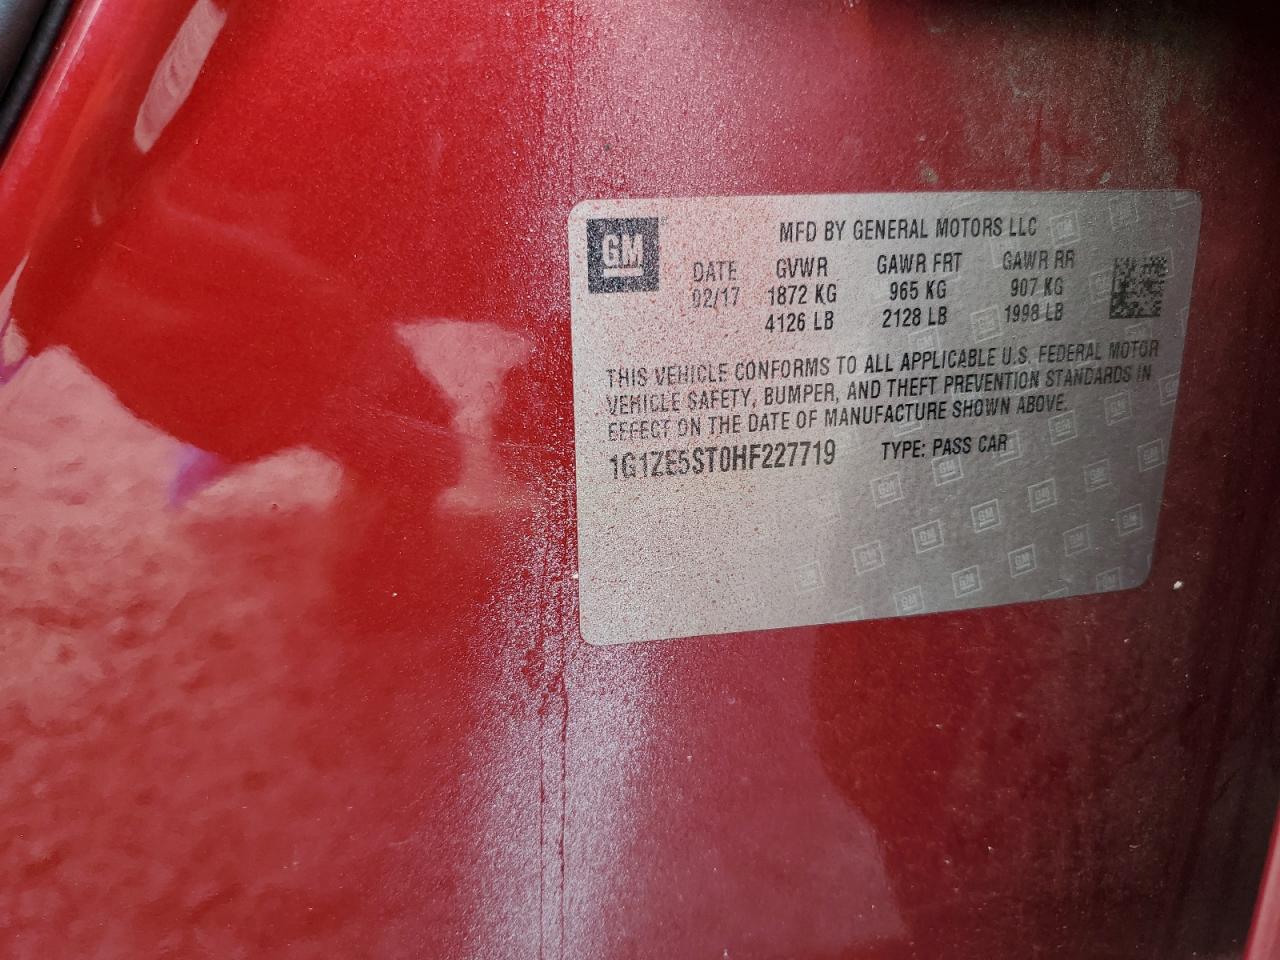 GM
MFD BY GENERAL MOTORS LLC
DATE GVWR GAWR FRT GAWR RR
02/17 1872 KG 965 KG 907 KG
4126 LB 2128 LB 1998 LB
THIS VEHICLE CONFORMS TO ALL APPLICABLE U.S. FEDERAL MOTOR
VEHICLE SAFETY, BUMPER, AND THEFT PREVENTION STANDARDS IN
EFFECT ON THE DATE OF MANUFACTURE SHOWN ABOVE.
1G1ZE5ST0HF227719 TYPE: PASS CAR